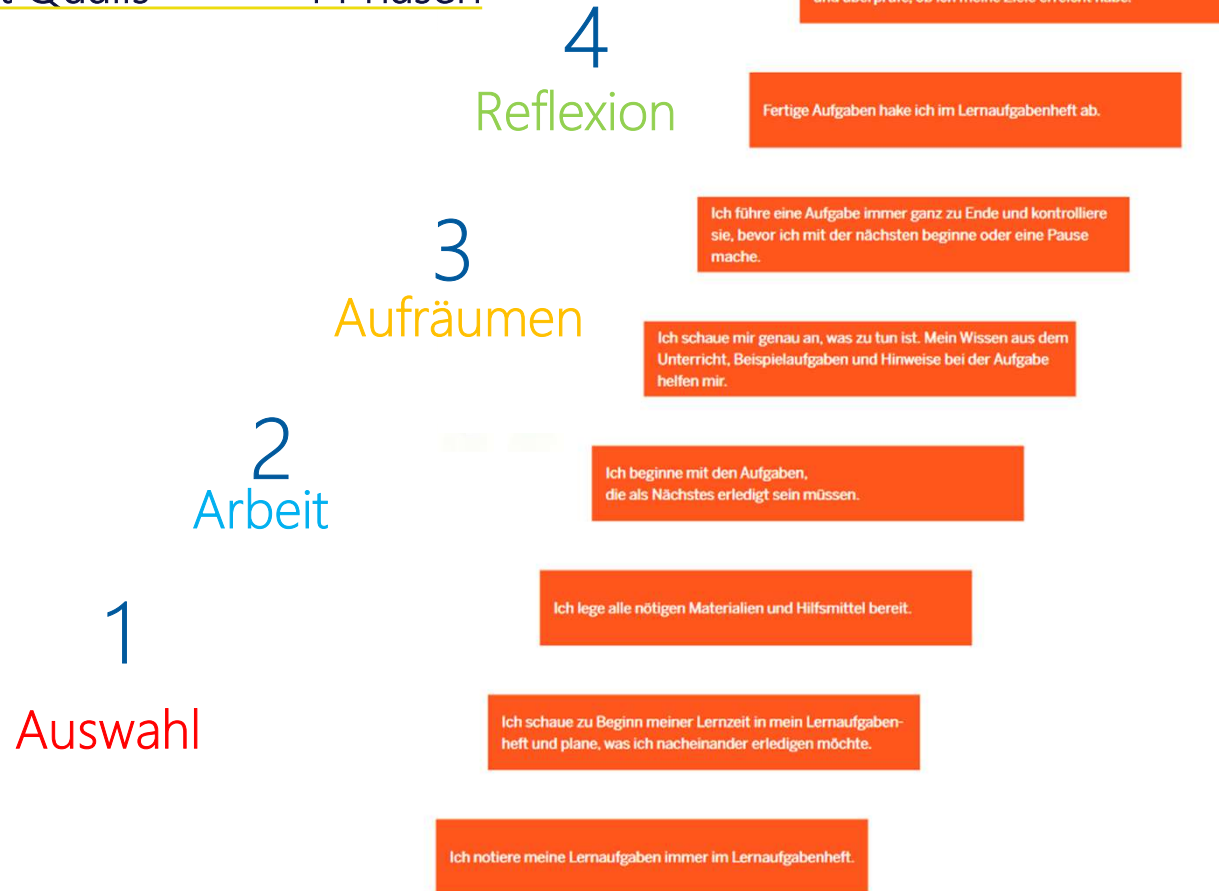 4 Phasen
4
Reflexion
Fertige Aufgaben hake ich im Lernaufgabenheft ab.
Ich führe eine Aufgabe immer ganz zu Ende und kontrolliere
sie, bevor ich mit der nächsten beginne oder eine Pause
mache.
3
Aufräumen
Ich schaue mir genau an, was zu tun ist. Mein Wissen aus dem
Unterricht, Beispielaufgaben und Hinweise bei der Aufgabe
helfen mir.
2
Arbeit
Ich beginne mit den Aufgaben,
die als Nächstes erledigt sein müssen.
Ich lege alle nötigen Materialien und Hilfsmittel bereit.
1
Auswahl
Ich schaue zu Beginn meiner Lernzeit in mein Lernaufgaben-
heft und plane, was ich nacheinander erledigen möchte.
Ich notiere meine Lernaufgaben immer im Lernaufgabenheft.